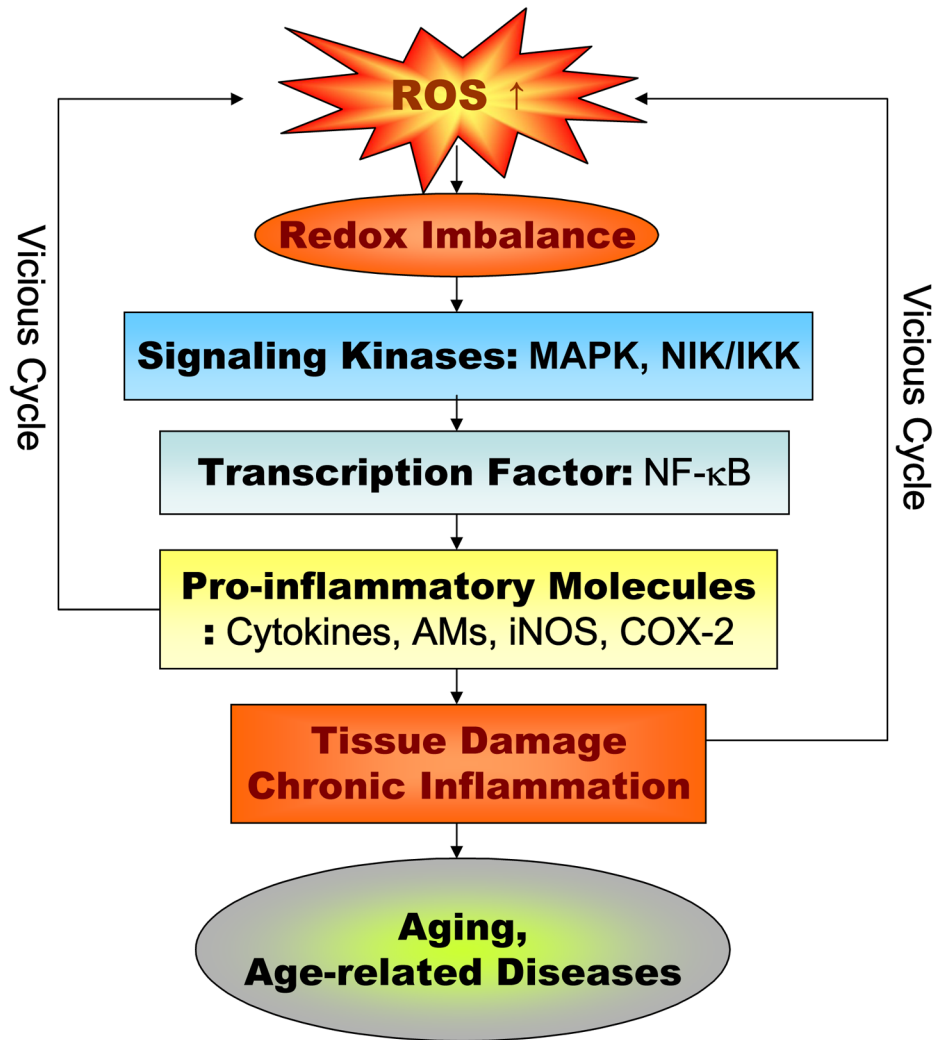 ROS ↑
Redox Imbalance
Signaling Kinases: MAPK, NIK/IKK
Transcription Factor: NF-κB
Pro-inflammatory Molecules
: Cytokines, AMs, iNOS, COX-2
Tissue Damage
Chronic Inflammation
Aging,
Age-related Diseases
Vicious Cycle
Vicious Cycle